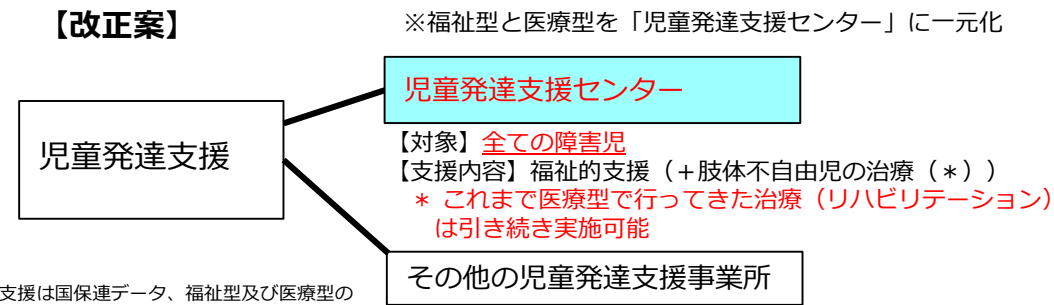 【改正案】
※福祉型と医療型を「児童発達支援センター」に一元化
児童発達支援センター
児童発達支援
【対象】全ての障害児
【支援内容】福祉的支援（＋肢体不自由児の治療（＊））
＊ これまで医療型で行ってきた治療（リハビリテーション）
は引き続き実施可能
その他の児童発達支援事業所
支援は国保連データ、福祉型及び医療型の